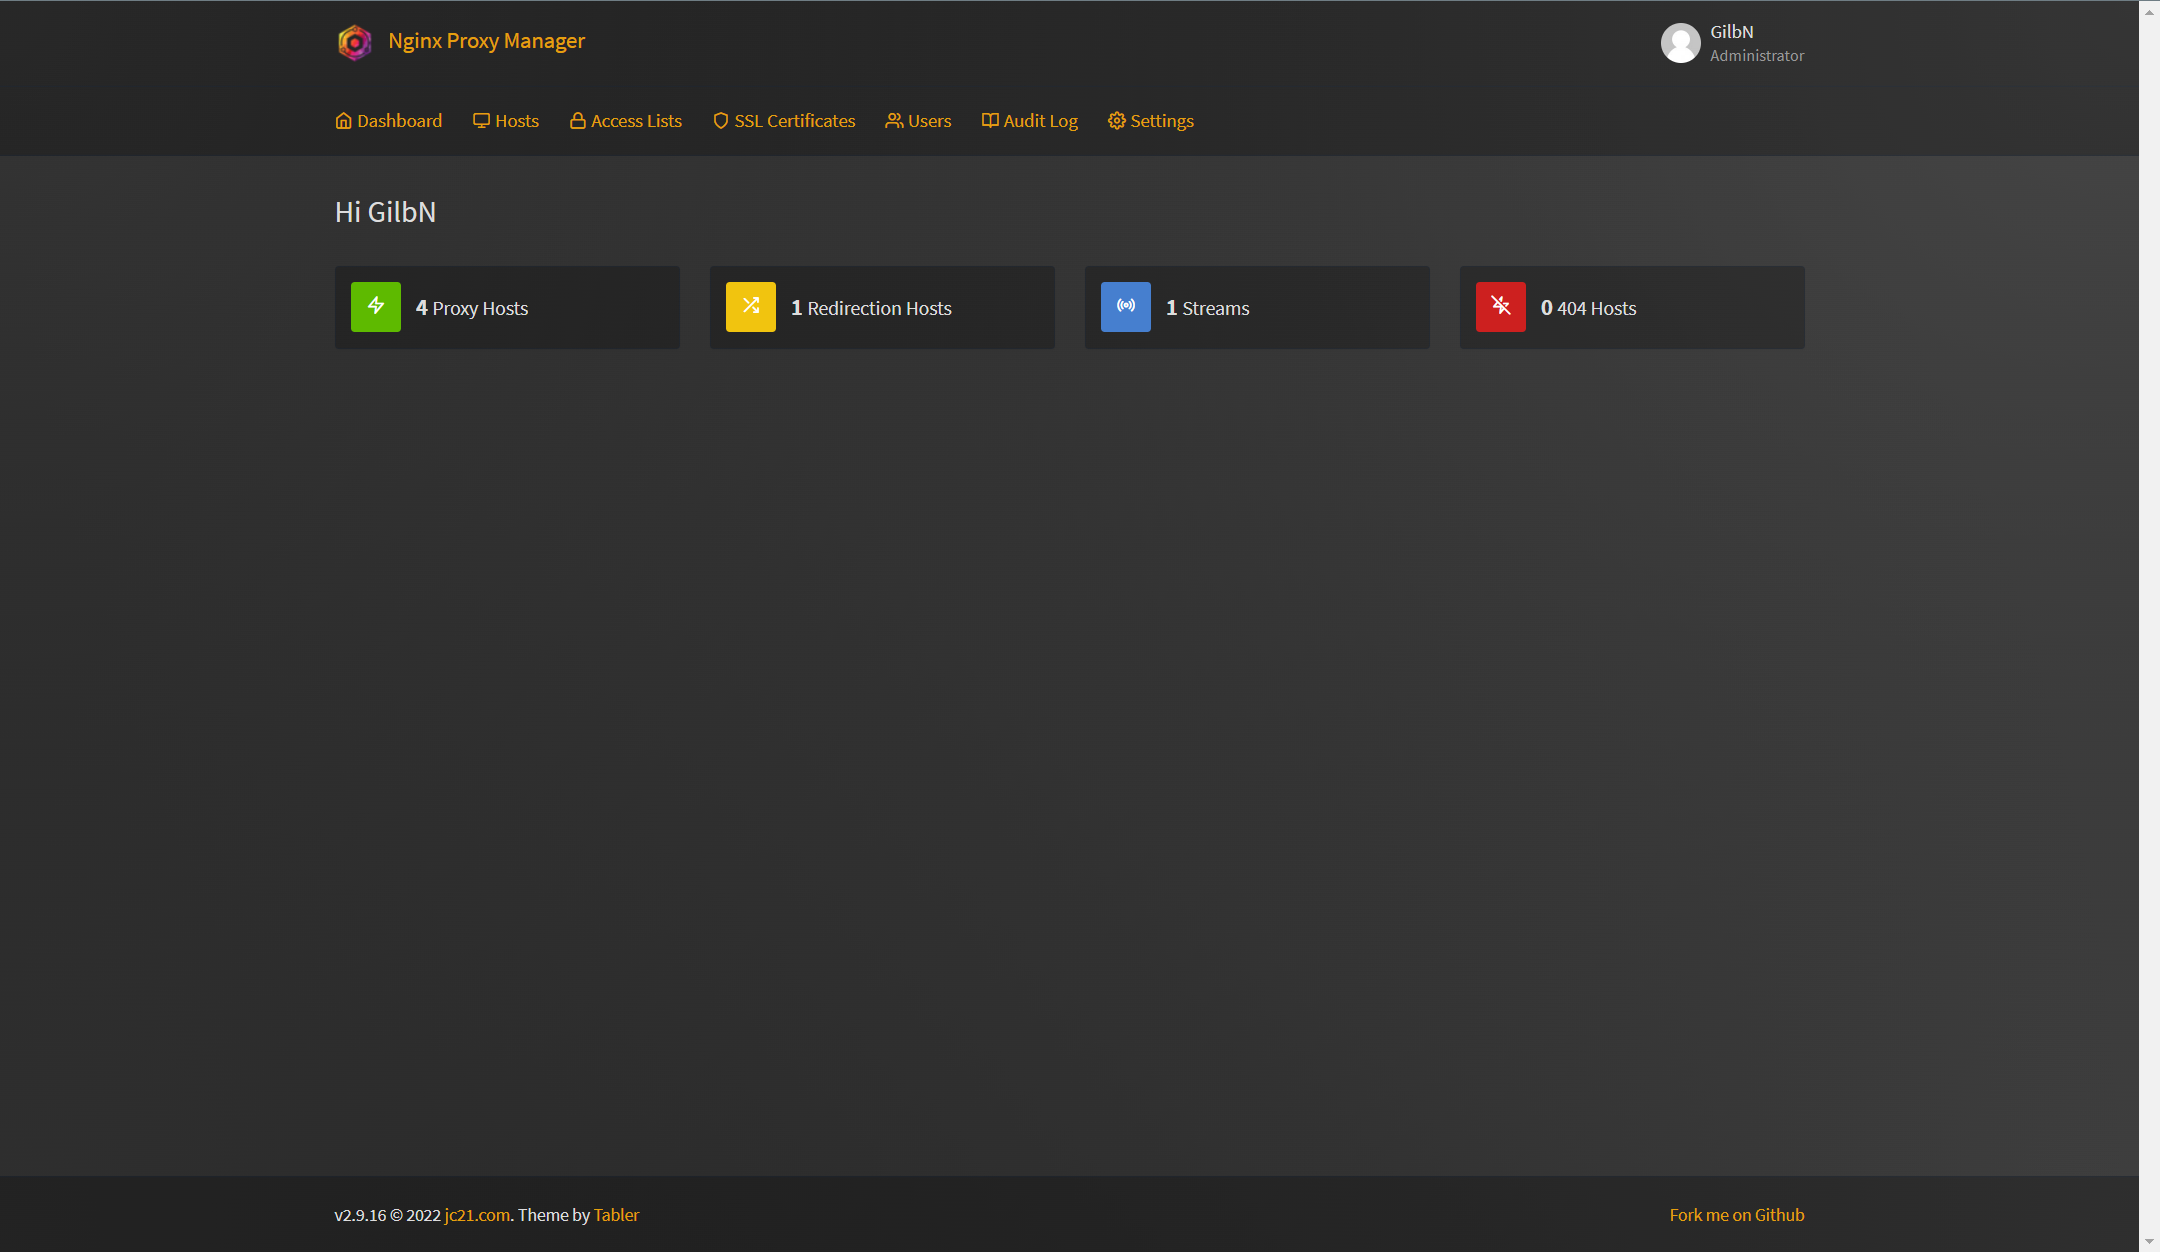 Nginx Proxy Manager
GilbN
Administrator
Dashboard Hosts Access Lists SSL Certificates Users Audit Log Settings
Hi GilbN
4 Proxy Hosts
1 Redirection Hosts
1 Streams
0 404 Hosts
v2.9.16 © 2022 jc21.com. Theme by Tabler
Fork me on Github